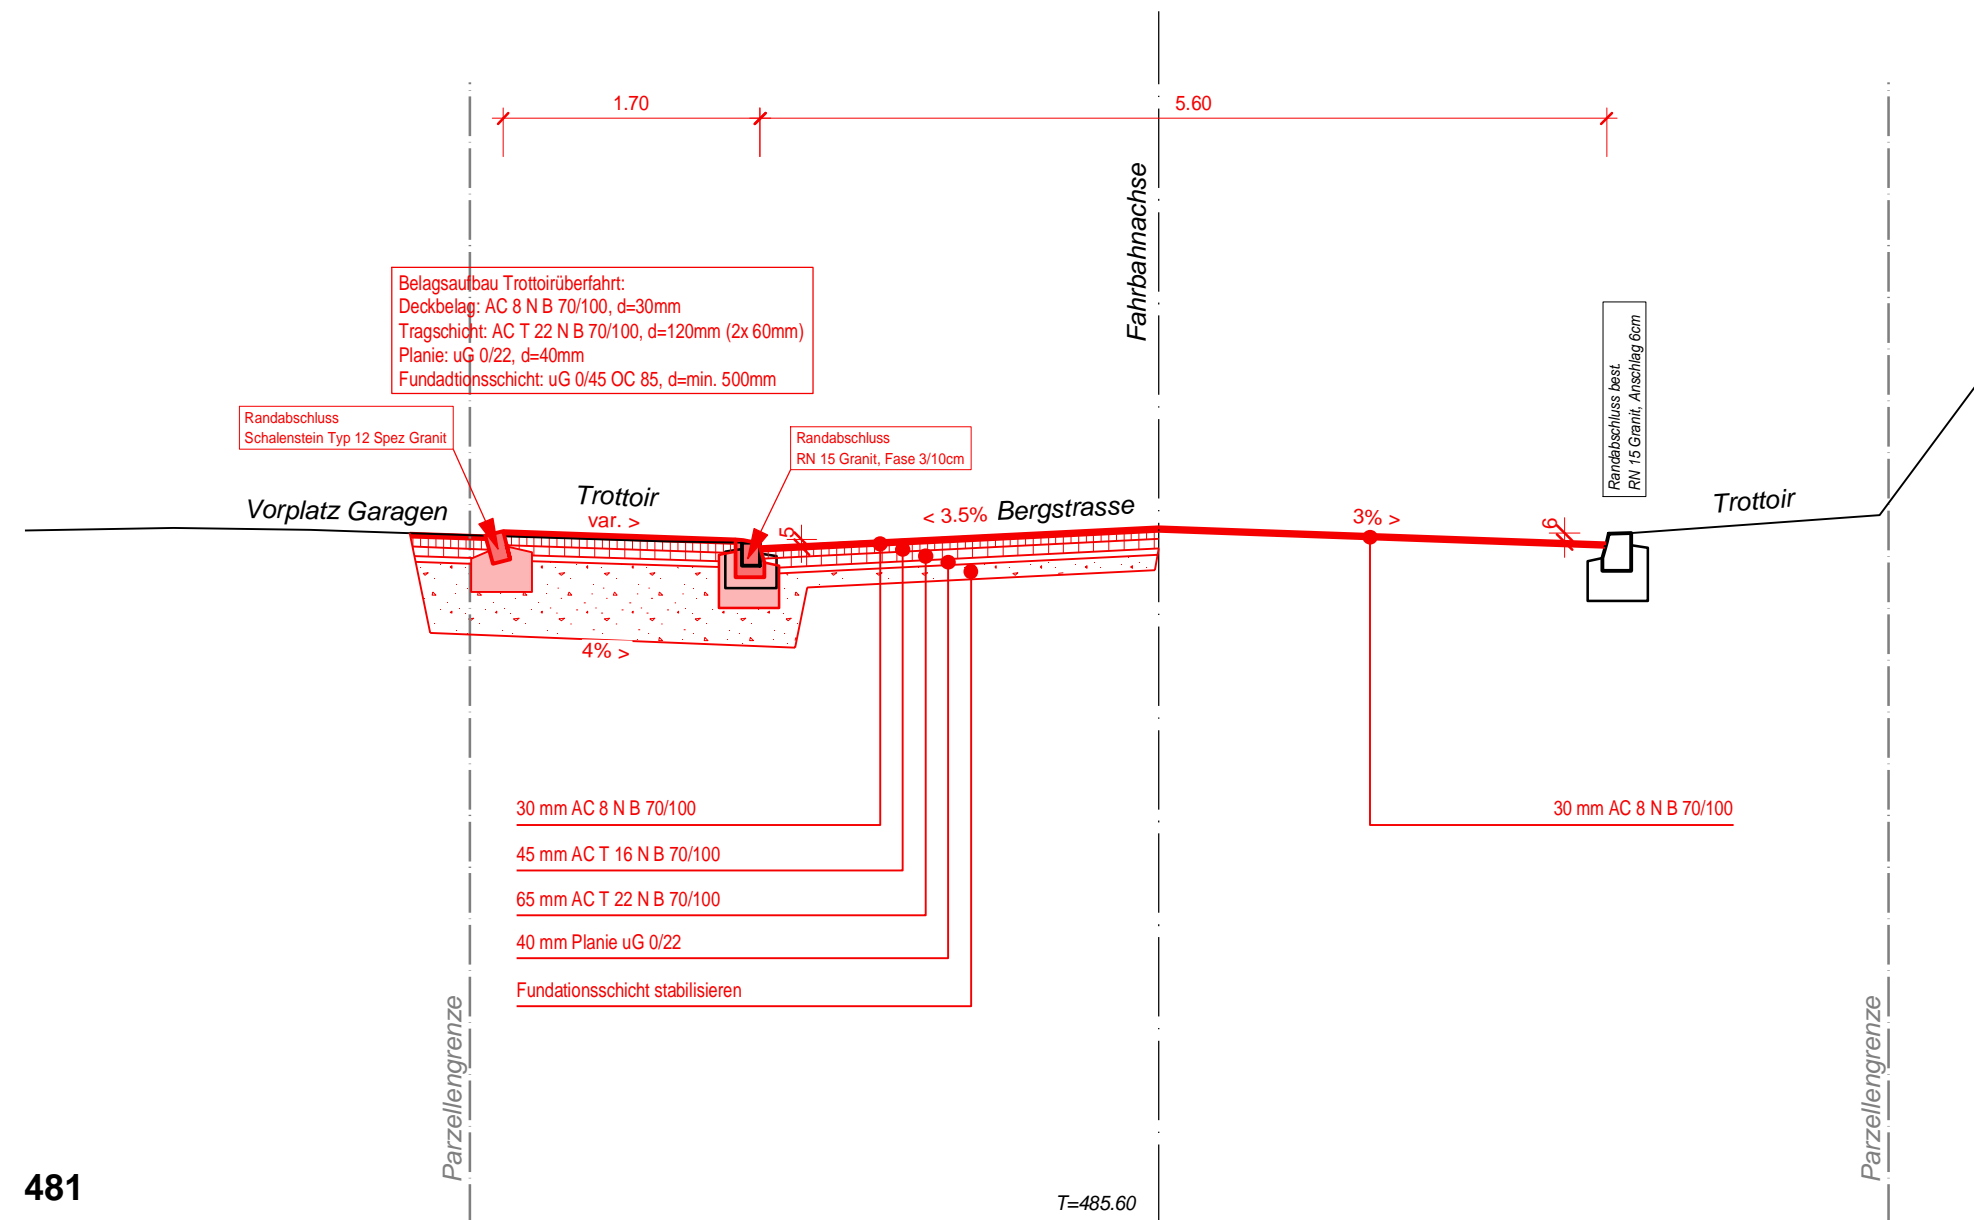 1.70
5.60
Fahrbahnachse
Belagsaufbau Trottoirüberfahrt:
Deckbelag: AC 8 N B 70/100, d=30mm
Tragschicht: AC T 22 N B 70/100, d=120mm (2x 60mm)
Planie: uG 0/22, d=40mm
Fundadtionsschicht: uG 0/45 OC 85, d=min. 500mm
Randabschluss
Schalenstein Typ 12 Spez Granit
Randabschluss
RN 15 Granit, Fase 3/10cm
Randabschluss best.
RN 15 Granit, Anschlag 6cm
Vorplatz Garagen
Trottoir
var. >
5
< 3.5%
Bergstrasse
3% >
6
Trottoir
4% >
30 mm AC 8 N B 70/100
45 mm AC T 16 N B 70/100
65 mm AC T 22 N B 70/100
40 mm Planie uG 0/22
Fundationsschicht stabilisieren
30 mm AC 8 N B 70/100
Parzellengrenze
Parzellengrenze
481
T=485.60